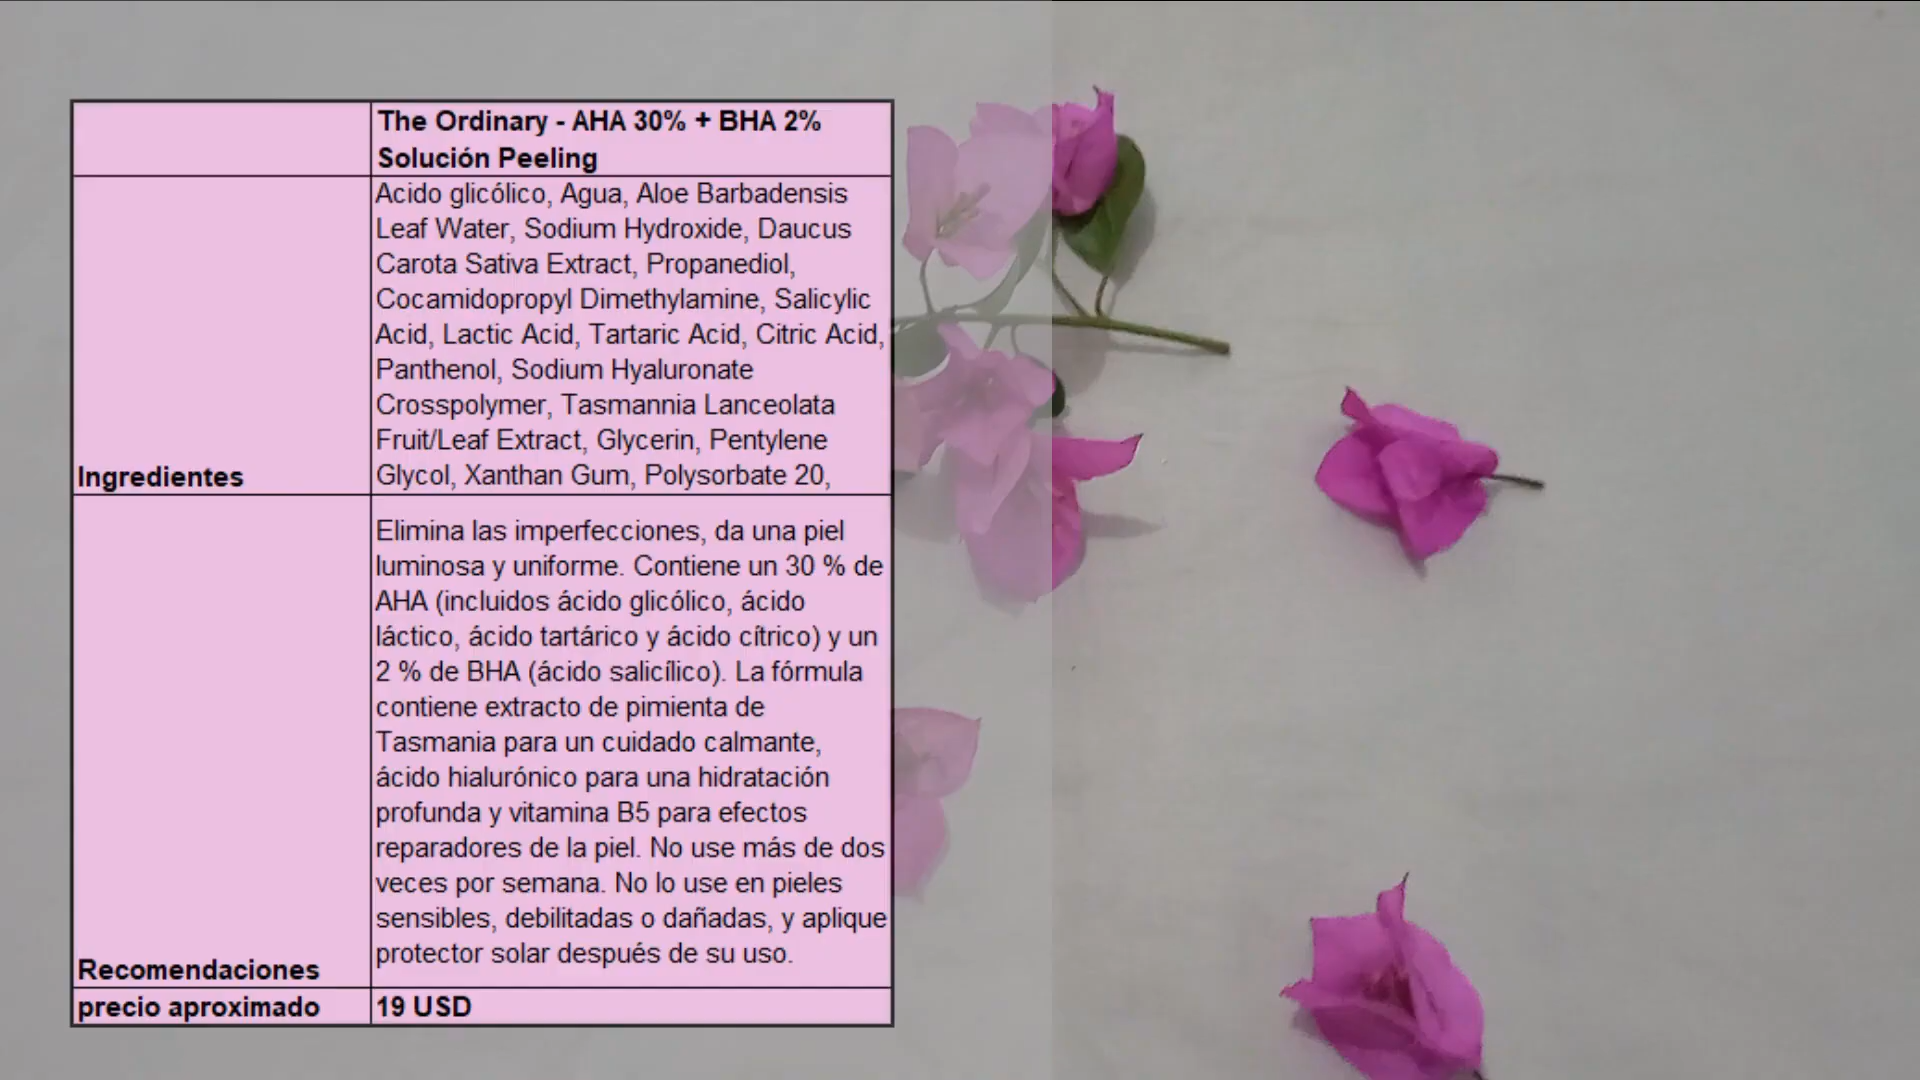 The Ordinary - AHA 30% + BHA 2%
Solución Peeling
Ingredientes
Acido glicólico, Agua, Aloe Barbadensis
Leaf Water, Sodium Hydroxide, Daucus
Carota Sativa Extract, Propanediol,
Cocamidopropyl Dimethylamine, Salicylic
Acid, Lactic Acid, Tartaric Acid, Citric Acid,
Panthenol, Sodium Hyaluronate
Crosspolymer, Tasmannia Lanceolata
Fruit/Leaf Extract, Glycerin, Pentylene
Glycol, Xanthan Gum, Polysorbate 20,
Recomendaciones
Elimina las imperfecciones, da una piel
luminosa y uniforme. Contiene un 30 % de
AHA (incluidos ácido glicólico, ácido
láctico, ácido tartárico y ácido cítrico) y un
2 % de BHA (ácido salicílico). La fórmula
contiene extracto de pimienta de
Tasmania para un cuidado calmante,
ácido hialurónico para una hidratación
profunda y vitamina B5 para efectos
reparadores de la piel. No use más de dos
veces por semana. No lo use en pieles
sensibles, debilitadas o dañadas, y aplique
protector solar después de su uso.
precio aproximado
19 USD